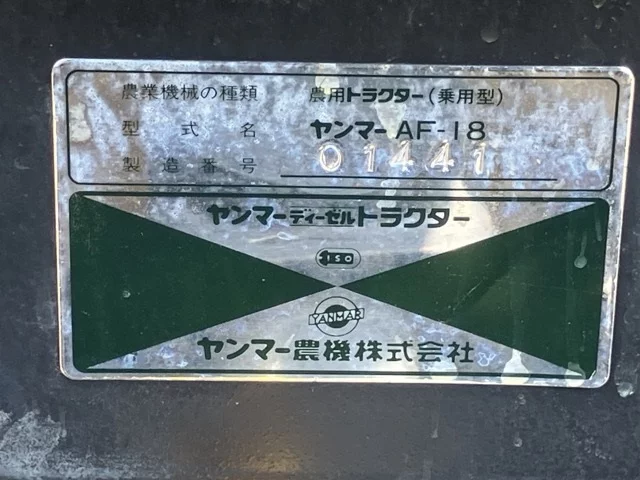 農業機械の種類 農用トラクター(乗用型)
型式名 ヤンマー AF-18
製造番号 01441
ヤンマーディーゼルトラクター
ISO
YANMAR
ヤンマー農機株式会社